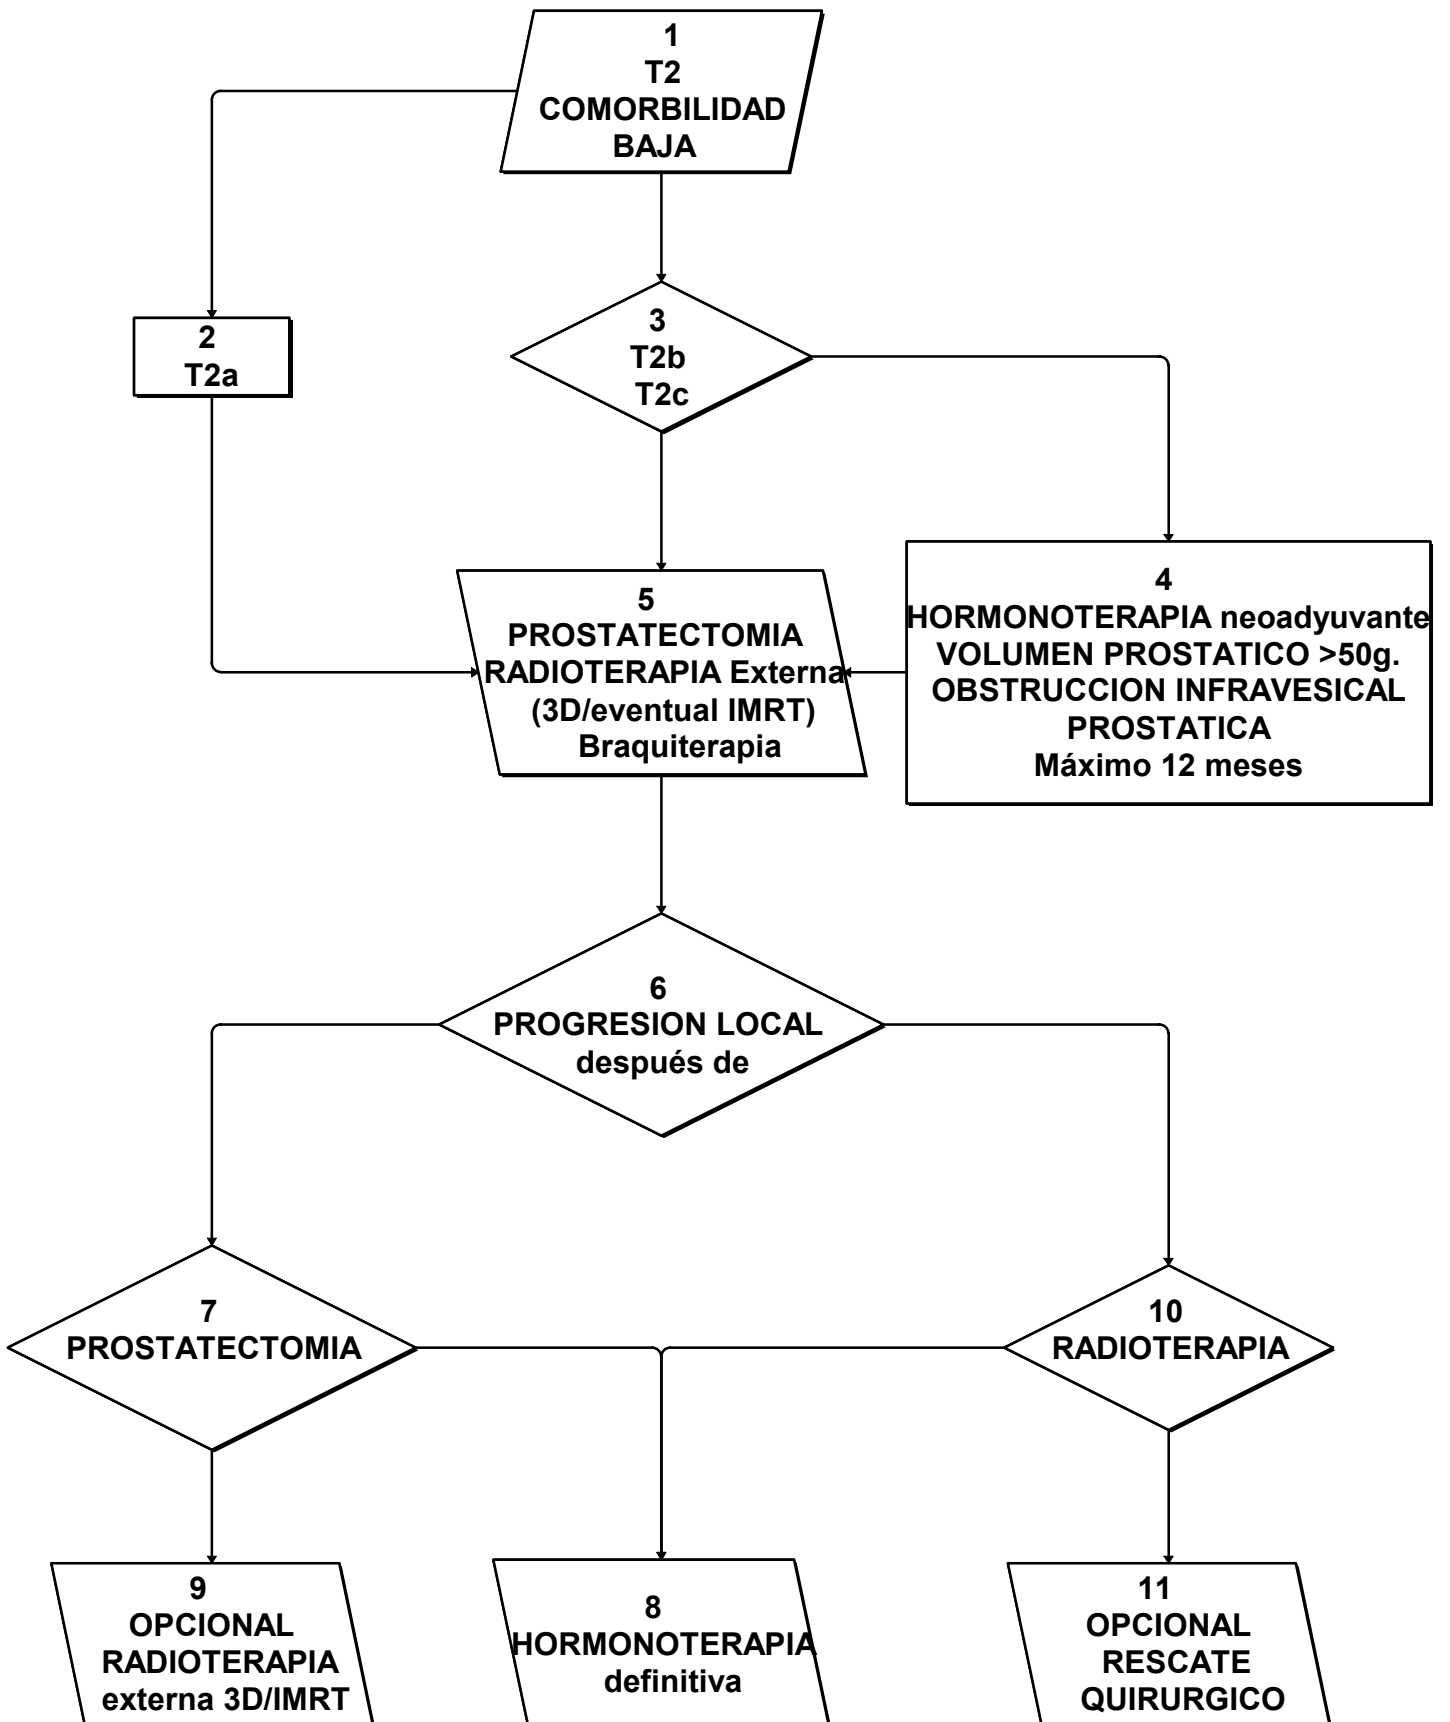 1
T2
COMORBILIDAD
BAJA
2
T2a
3
T2b
T2c
4
HORMONOTERAPIA neoadyuvante
VOLUMEN PROSTATICO >50g.
OBSTRUCCION INFRAVESICAL
PROSTATICA
Máximo 12 meses
5
PROSTATECTOMIA
RADIOTERAPIA Externa
(3D/eventual IMRT)
Braquiterapia
6
PROGRESION LOCAL
después de
7
PROSTATECTOMIA
10
RADIOTERAPIA
9
OPCIONAL
RADIOTERAPIA
externa 3D/IMRT
8
HORMONOTERAPIA
definitiva
11
OPCIONAL
RESCATE
QUIRURGICO